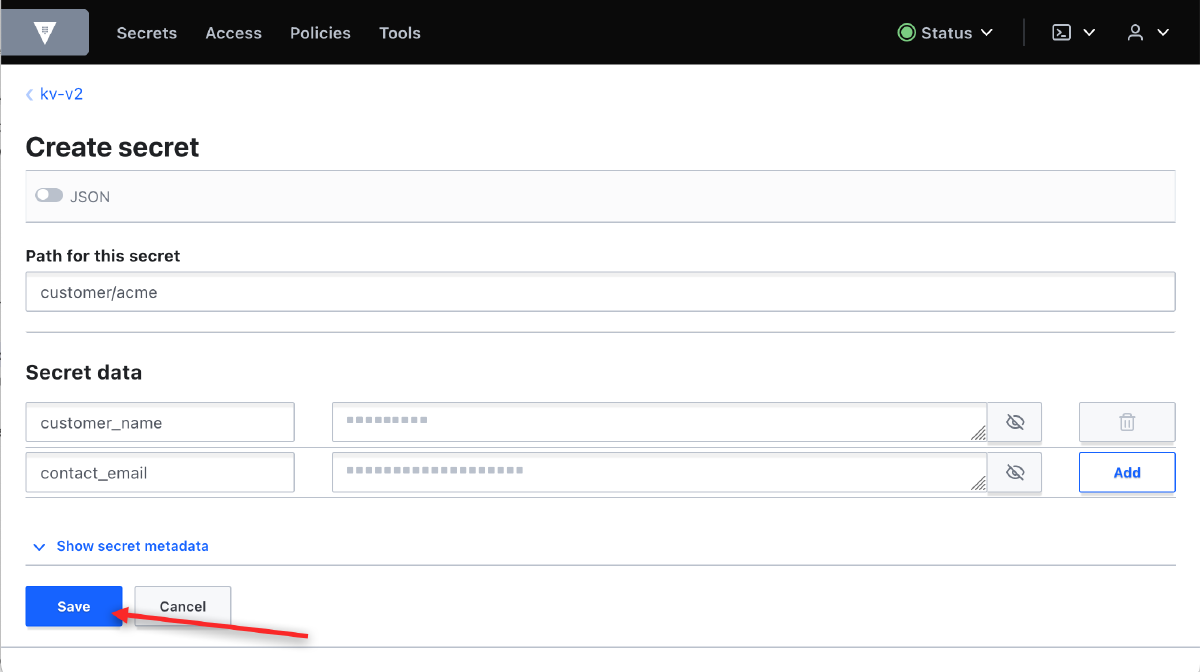 Secrets Access Policies Tools Status
kv-v2
Create secret
JSON
Path for this secret
customer/acme
Secret data
customer_name
contact_email Add
Show secret metadata
Save Cancel